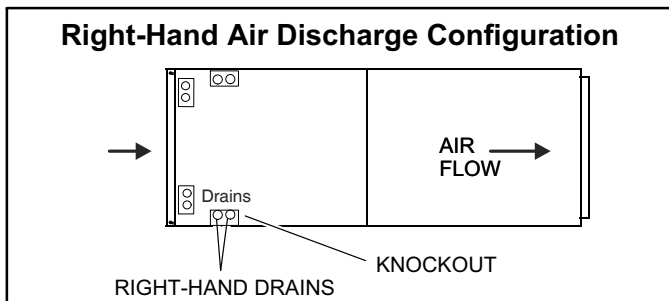 Right-Hand Air Discharge Configuration
AIR
FLOW
Drains
KNOCKOUT
RIGHT-HAND DRAINS